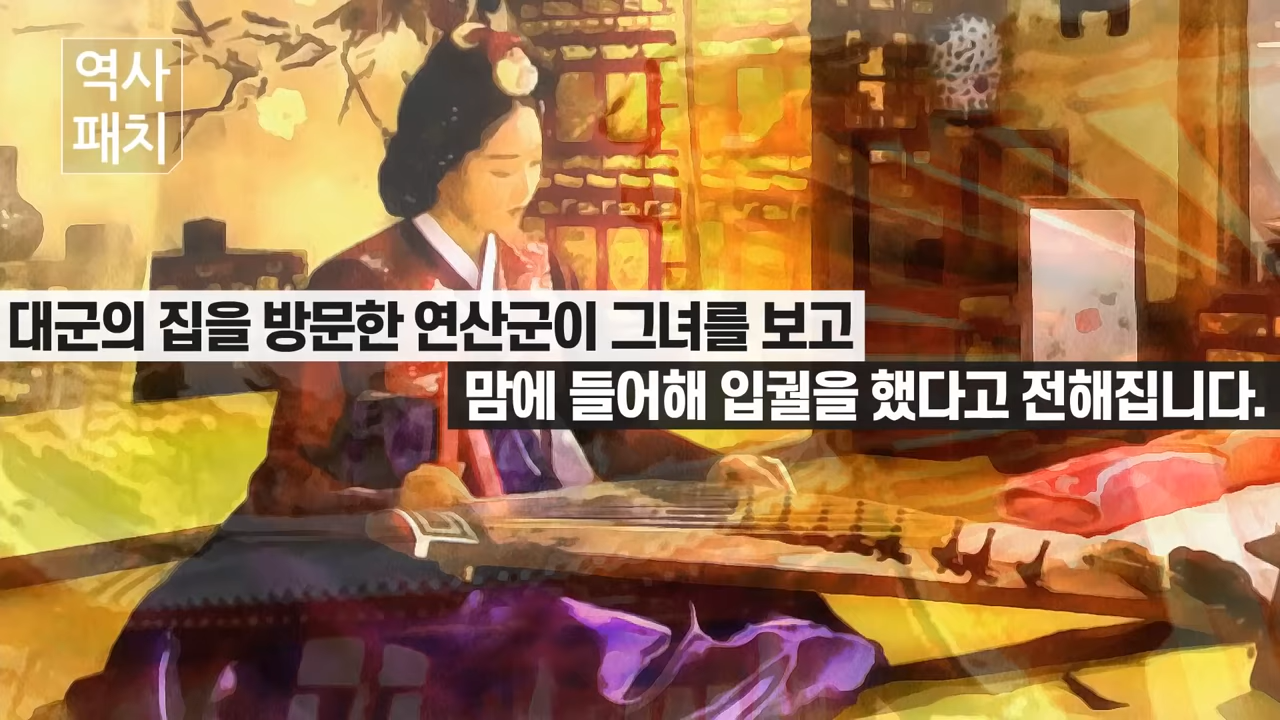 역사
패치
대군의 집을 방문한 연산군이 그녀를 보고
맘에 들어해 입궐을 했다고 전해집니다.